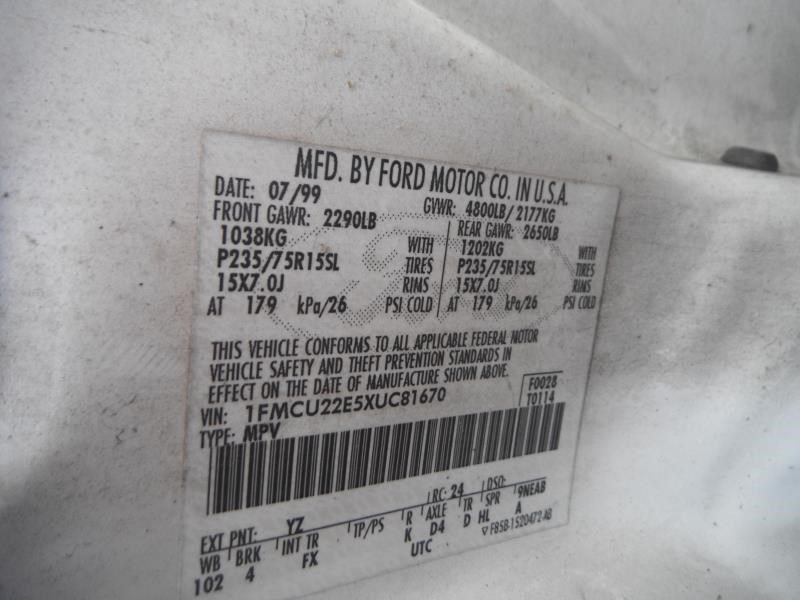 MFD. BY FORD MOTOR CO. IN U.S.A.
DATE: 07/99 GVWR: 4800LB/2177KG
FRONT GAWR: 2290LB REAR GAWR: 2650LB
1038KG WITH 1202KG WITH
P235/75R15SL TIRES P235/75R15SL TIRES
15X7.0J RIMS 15X7.0J RIMS
AT 179 kPa/26 PSI COLD AT 179 kPa/26 PSI COLD
THIS VEHICLE CONFORMS TO ALL APPLICABLE FEDERAL MOTOR
VEHICLE SAFETY AND THEFT PREVENTION STANDARDS IN
EFFECT ON THE DATE OF MANUFACTURE SHOWN ABOVE.
VIN: 1FMCU22E5XUC81670 F0028
TYPE: MPV T0114
EXT PNT: YZ RC: 24 DSO:
WB BRK INT TR TP/PS R AXLE TR SPR 9NEAB
102 4 FX K D4 D HL A
UTC ▽F85B-1520472-AB